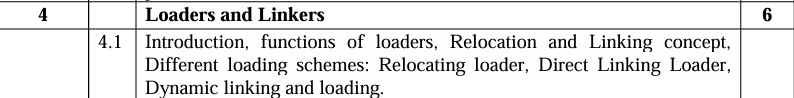 4 Loaders and Linkers 6
4.1 Introduction, functions of loaders, Relocation and Linking concept,
Different loading schemes: Relocating loader, Direct Linking Loader,
Dynamic linking and loading.